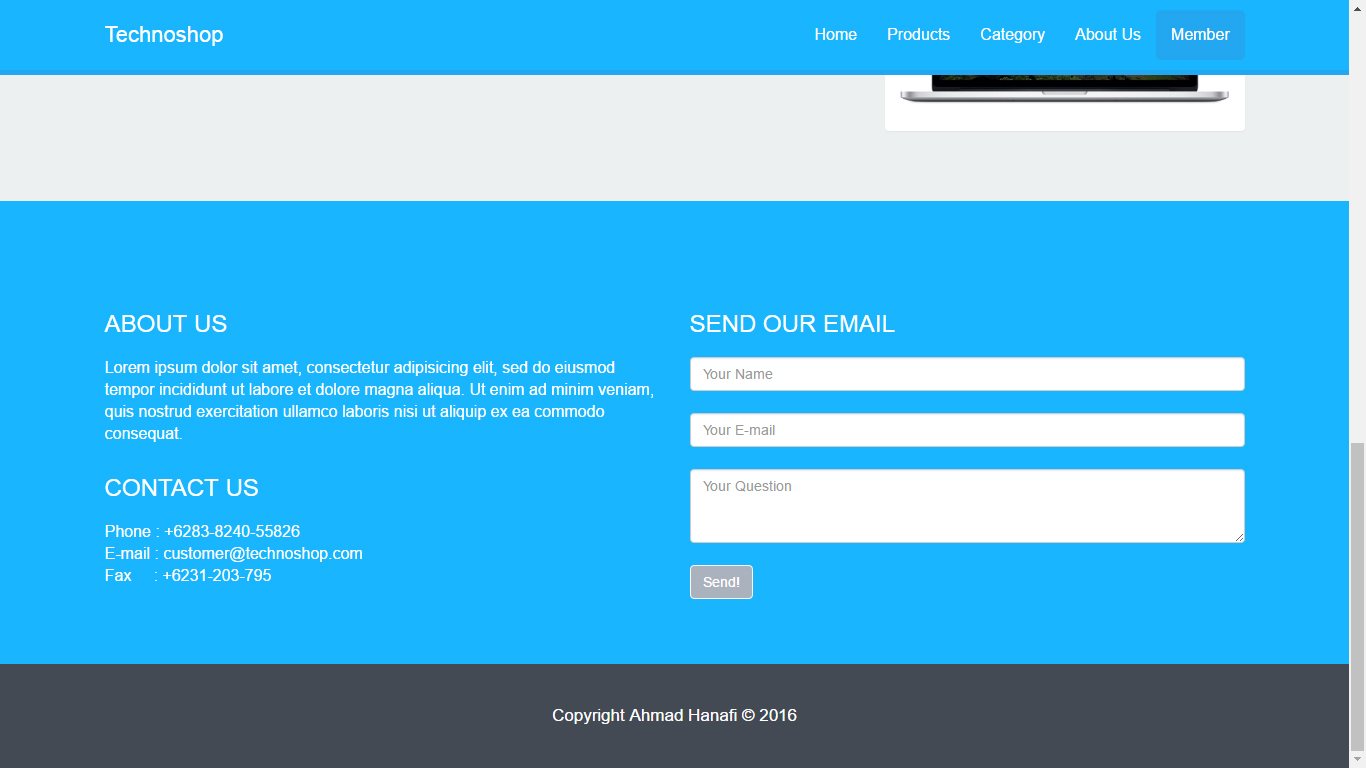 Technoshop
Home
Products
Category
About Us
Member
ABOUT US
Lorem ipsum dolor sit amet, consectetur adipisicing elit, sed do eiusmod
tempor incididunt ut labore et dolore magna aliqua. Ut enim ad minim veniam,
quis nostrud exercitation ullamco laboris nisi ut aliquip ex ea commodo
consequat.
CONTACT US
Phone : +6283-8240-55826
E-mail : customer@technoshop.com
Fax : +6231-203-795
SEND OUR EMAIL
Your Name
Your E-mail
Your Question
Send!
Copyright Ahmad Hanafi © 2016